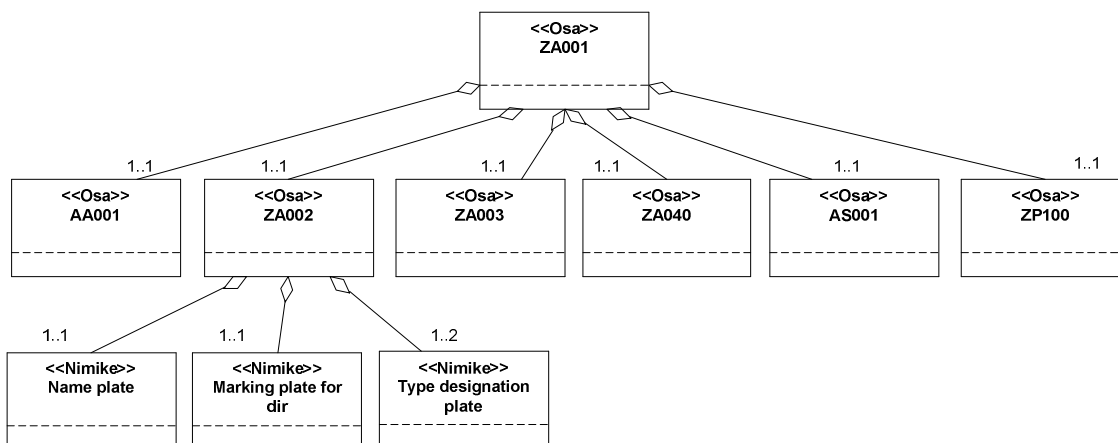 <<Osa>>
ZA001
1..1
1..1
1..1
1..1
1..1
1..1
<<Osa>>
AA001
<<Osa>>
ZA002
<<Osa>>
ZA003
<<Osa>>
ZA040
<<Osa>>
AS001
<<Osa>>
ZP100
1..1
1..1
1..2
<<Nimike>>
Name plate
<<Nimike>>
Marking plate for
dir
<<Nimike>>
Type designation
plate